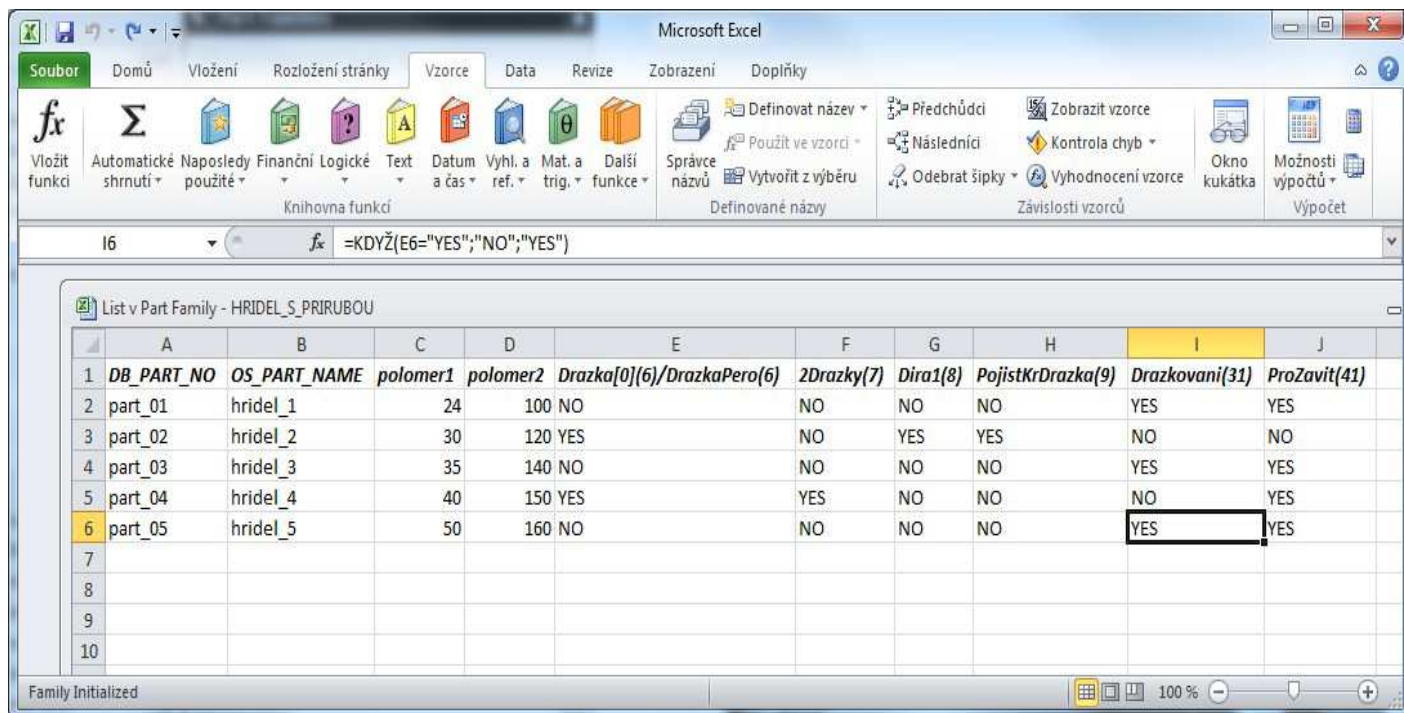 Microsoft Excel
Soubor Domů Vložení Rozložení stránky Vzorce Data Revize Zobrazení Doplňky
fx Σ ? A θ
Definovat název Předchůdci Zobrazit vzorce
Použít ve vzorci Následníci Kontrola chyb
Vložit funkci Automatické shrnutí Naposledy použité Finanční Logické Text Datum a čas Vyhl. a ref. Mat. a trig. Další funkce Správce názvů Vytvořit z výběru Odebrat šipky Vyhodnocení vzorce Okno kukátka Možnosti výpočtů
Knihovna funkcí Definované názvy Závislosti vzorců Výpočet
I6 fx =KDYŽ(E6="YES";"NO";"YES")
List v Part Family - HRIDEL_S_PRIRUBOU
A B C D E F G H I J
1 DB_PART_NO OS_PART_NAME polomer1 polomer2 Drazka[0](6)/DrazkaPero(6) 2Drazky(7) Dira1(8) PojistKrDrazka(9) Drazkovani(31) ProZavit(41)
2 part_01 hridel_1 24 100 NO NO NO NO YES YES
3 part_02 hridel_2 30 120 YES NO YES YES NO NO
4 part_03 hridel_3 35 140 NO NO NO NO YES YES
5 part_04 hridel_4 40 150 YES YES NO NO NO YES
6 part_05 hridel_5 50 160 NO NO NO NO YES YES
7
8
9
10
Family Initialized 100 %